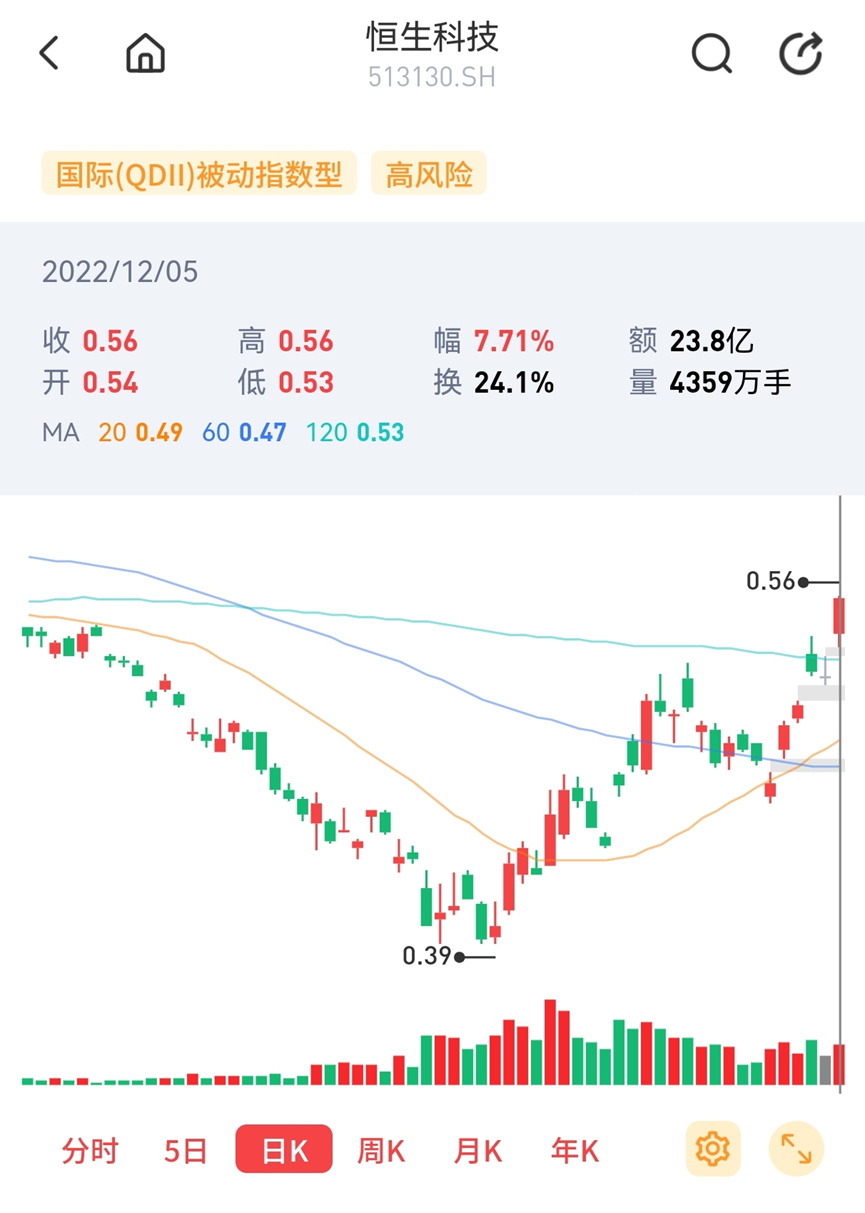 恒生科技
513130.SH
国际(QDII)被动指数型 高风险
2022/12/05
收 0.56 高 0.56 幅 7.71% 额 23.8亿
开 0.54 低 0.53 换 24.1% 量 4359万手
MA 20 0.49 60 0.47 120 0.53
0.56
0.39
分时 5日 日K 周K 月K 年K